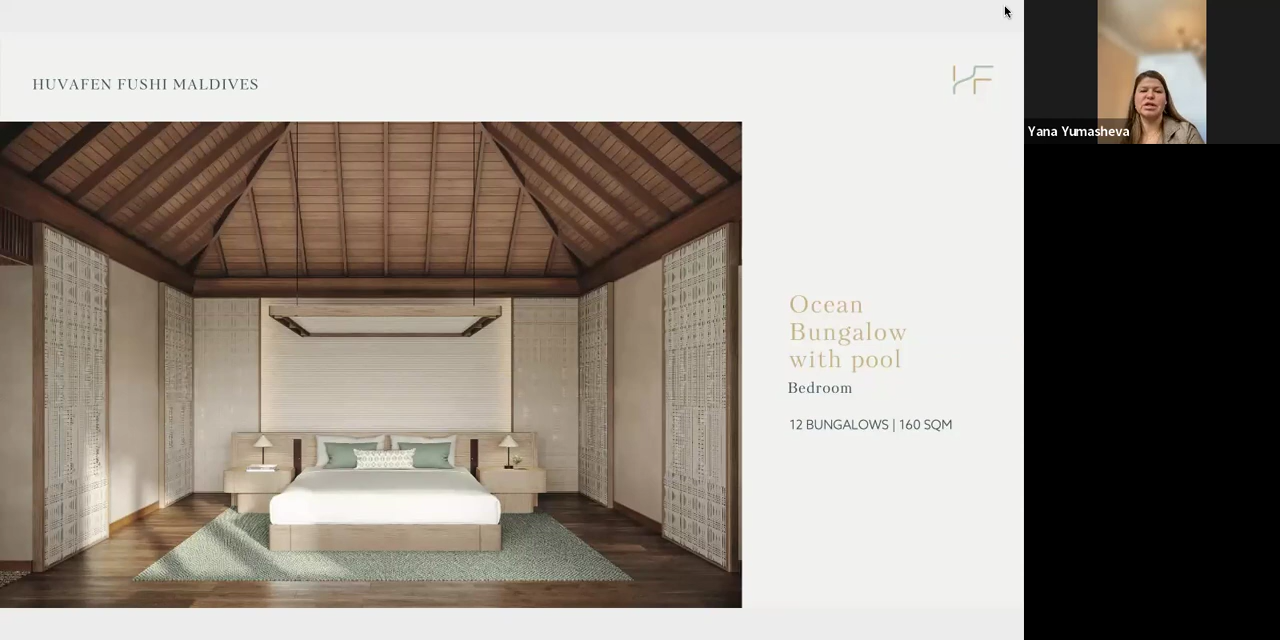 HUVAFEN FUSHI MALDIVES
HF
Ocean
Bungalow
with pool
Bedroom
12 BUNGALOWS | 160 SQM
Yana Yumasheva